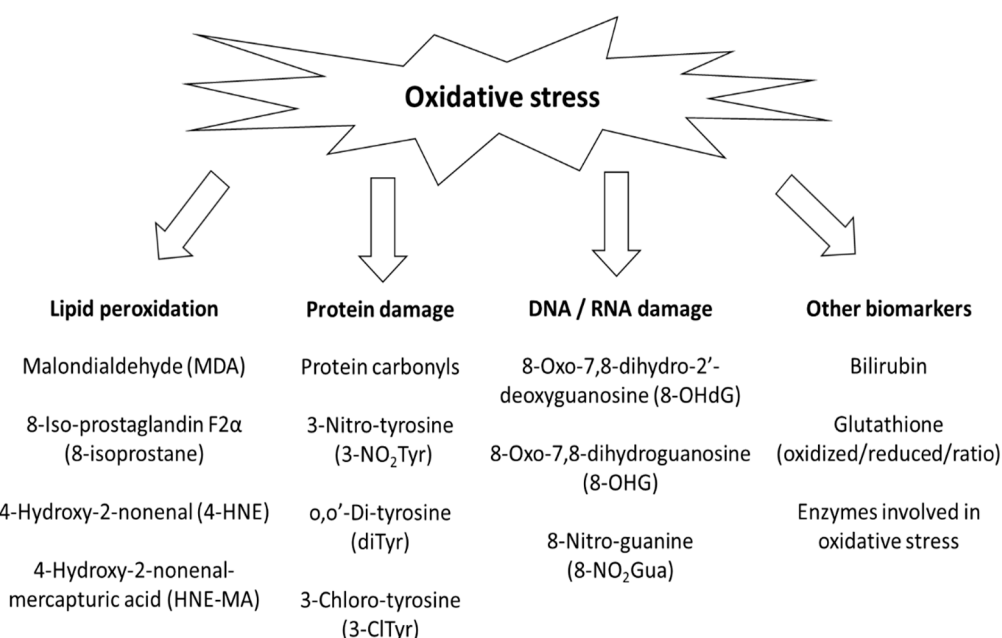 Oxidative stress
Lipid peroxidation
Malondialdehyde (MDA)
8-Iso-prostaglandin F2α
(8-isoprostane)
4-Hydroxy-2-nonenal (4-HNE)
4-Hydroxy-2-nonenal-
mercapturic acid (HNE-MA)
Protein damage
Protein carbonyls
3-Nitro-tyrosine
(3-NO₂Tyr)
o,o’-Di-tyrosine
(diTyr)
3-Chloro-tyrosine
(3-ClTyr)
DNA / RNA damage
8-Oxo-7,8-dihydro-2’-
deoxyguanosine (8-OHdG)
8-Oxo-7,8-dihydroguanosine
(8-OHG)
8-Nitro-guanine
(8-NO₂Gua)
Other biomarkers
Bilirubin
Glutathione
(oxidized/reduced/ratio)
Enzymes involved in
oxidative stress